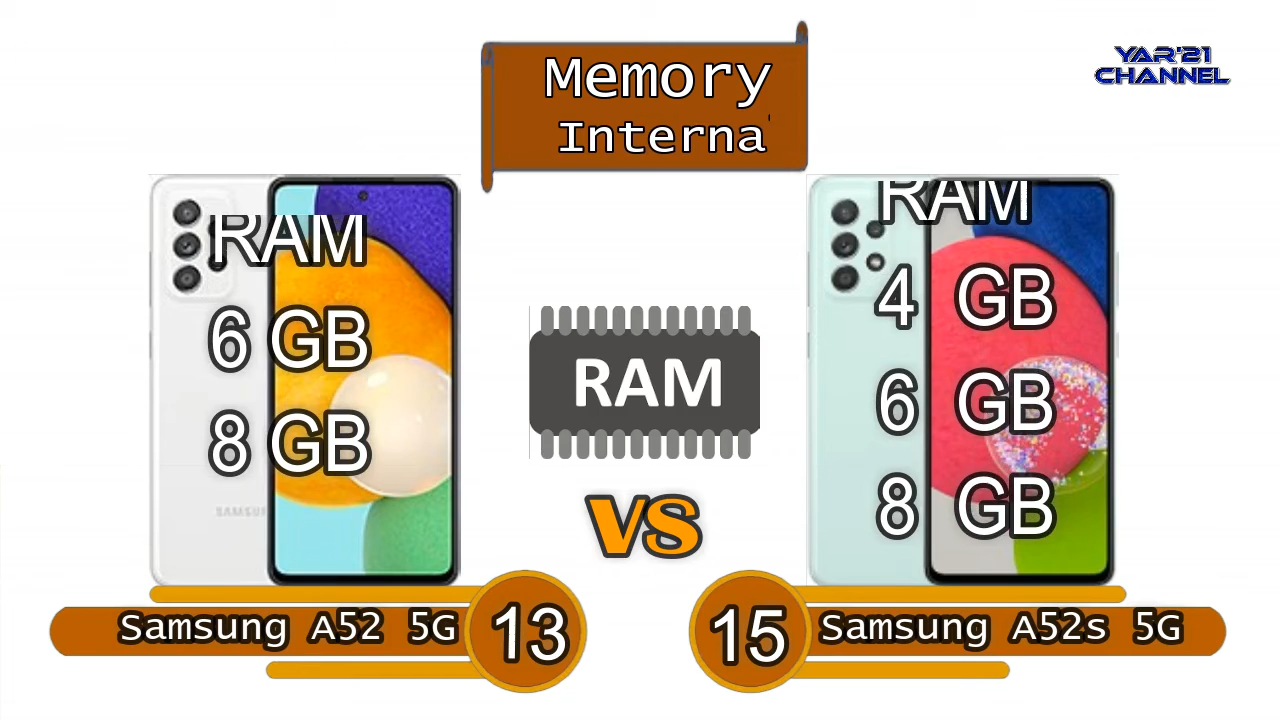 Memory
Interna
YAR'21
CHANNEL
RAM
6 GB
8 GB
SAMSUNG
RAM
VS
RAM
4 GB
6 GB
8 GB
Samsung A52 5G
13
15
Samsung A52s 5G